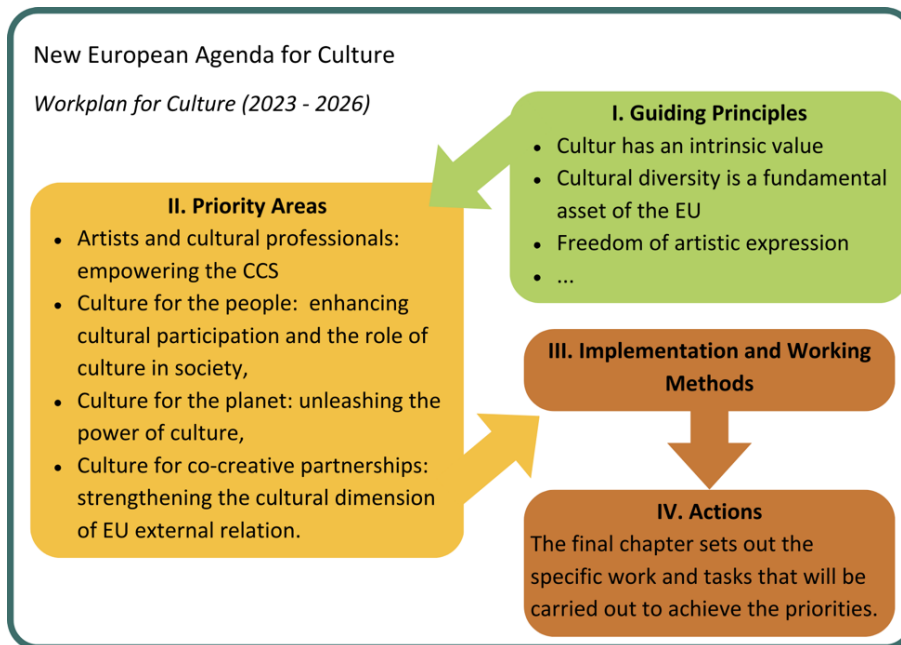 New European Agenda for Culture
Workplan for Culture (2023 - 2026)
I. Guiding Principles
• Cultur has an intrinsic value
• Cultural diversity is a fundamental
asset of the EU
• Freedom of artistic expression
• ...
II. Priority Areas
• Artists and cultural professionals:
empowering the CCS
• Culture for the people: enhancing
cultural participation and the role of
culture in society,
• Culture for the planet: unleashing the
power of culture,
• Culture for co-creative partnerships:
strengthening the cultural dimension
of EU external relation.
III. Implementation and Working
Methods
IV. Actions
The final chapter sets out the
specific work and tasks that will be
carried out to achieve the priorities.